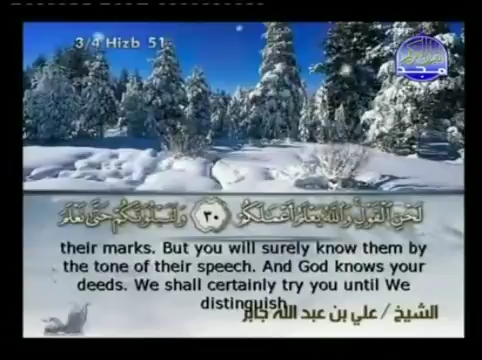 3/4 Hizb 51
لَحْنِ ٱلْقَوْلِ وَٱللَّهُ يَعْلَمُ أَعْمَٰلَكُمْ ٣٠ وَلَنَبْلُوَنَّكُمْ حَتَّىٰ نَعْلَمَ
their marks. But you will surely know them by
the tone of their speech. And God knows your
deeds. We shall certainly try you until We
distinguish
الشيخ / علي بن عبد الله جابر